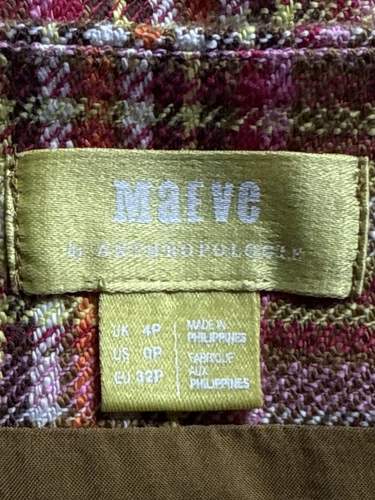 Maeve
by ANTHROPOLOGIE
UK 4P
US 0P
EU 32P
MADE IN
PHILIPPINES
FABRIQUE
AUX
PHILIPPINES